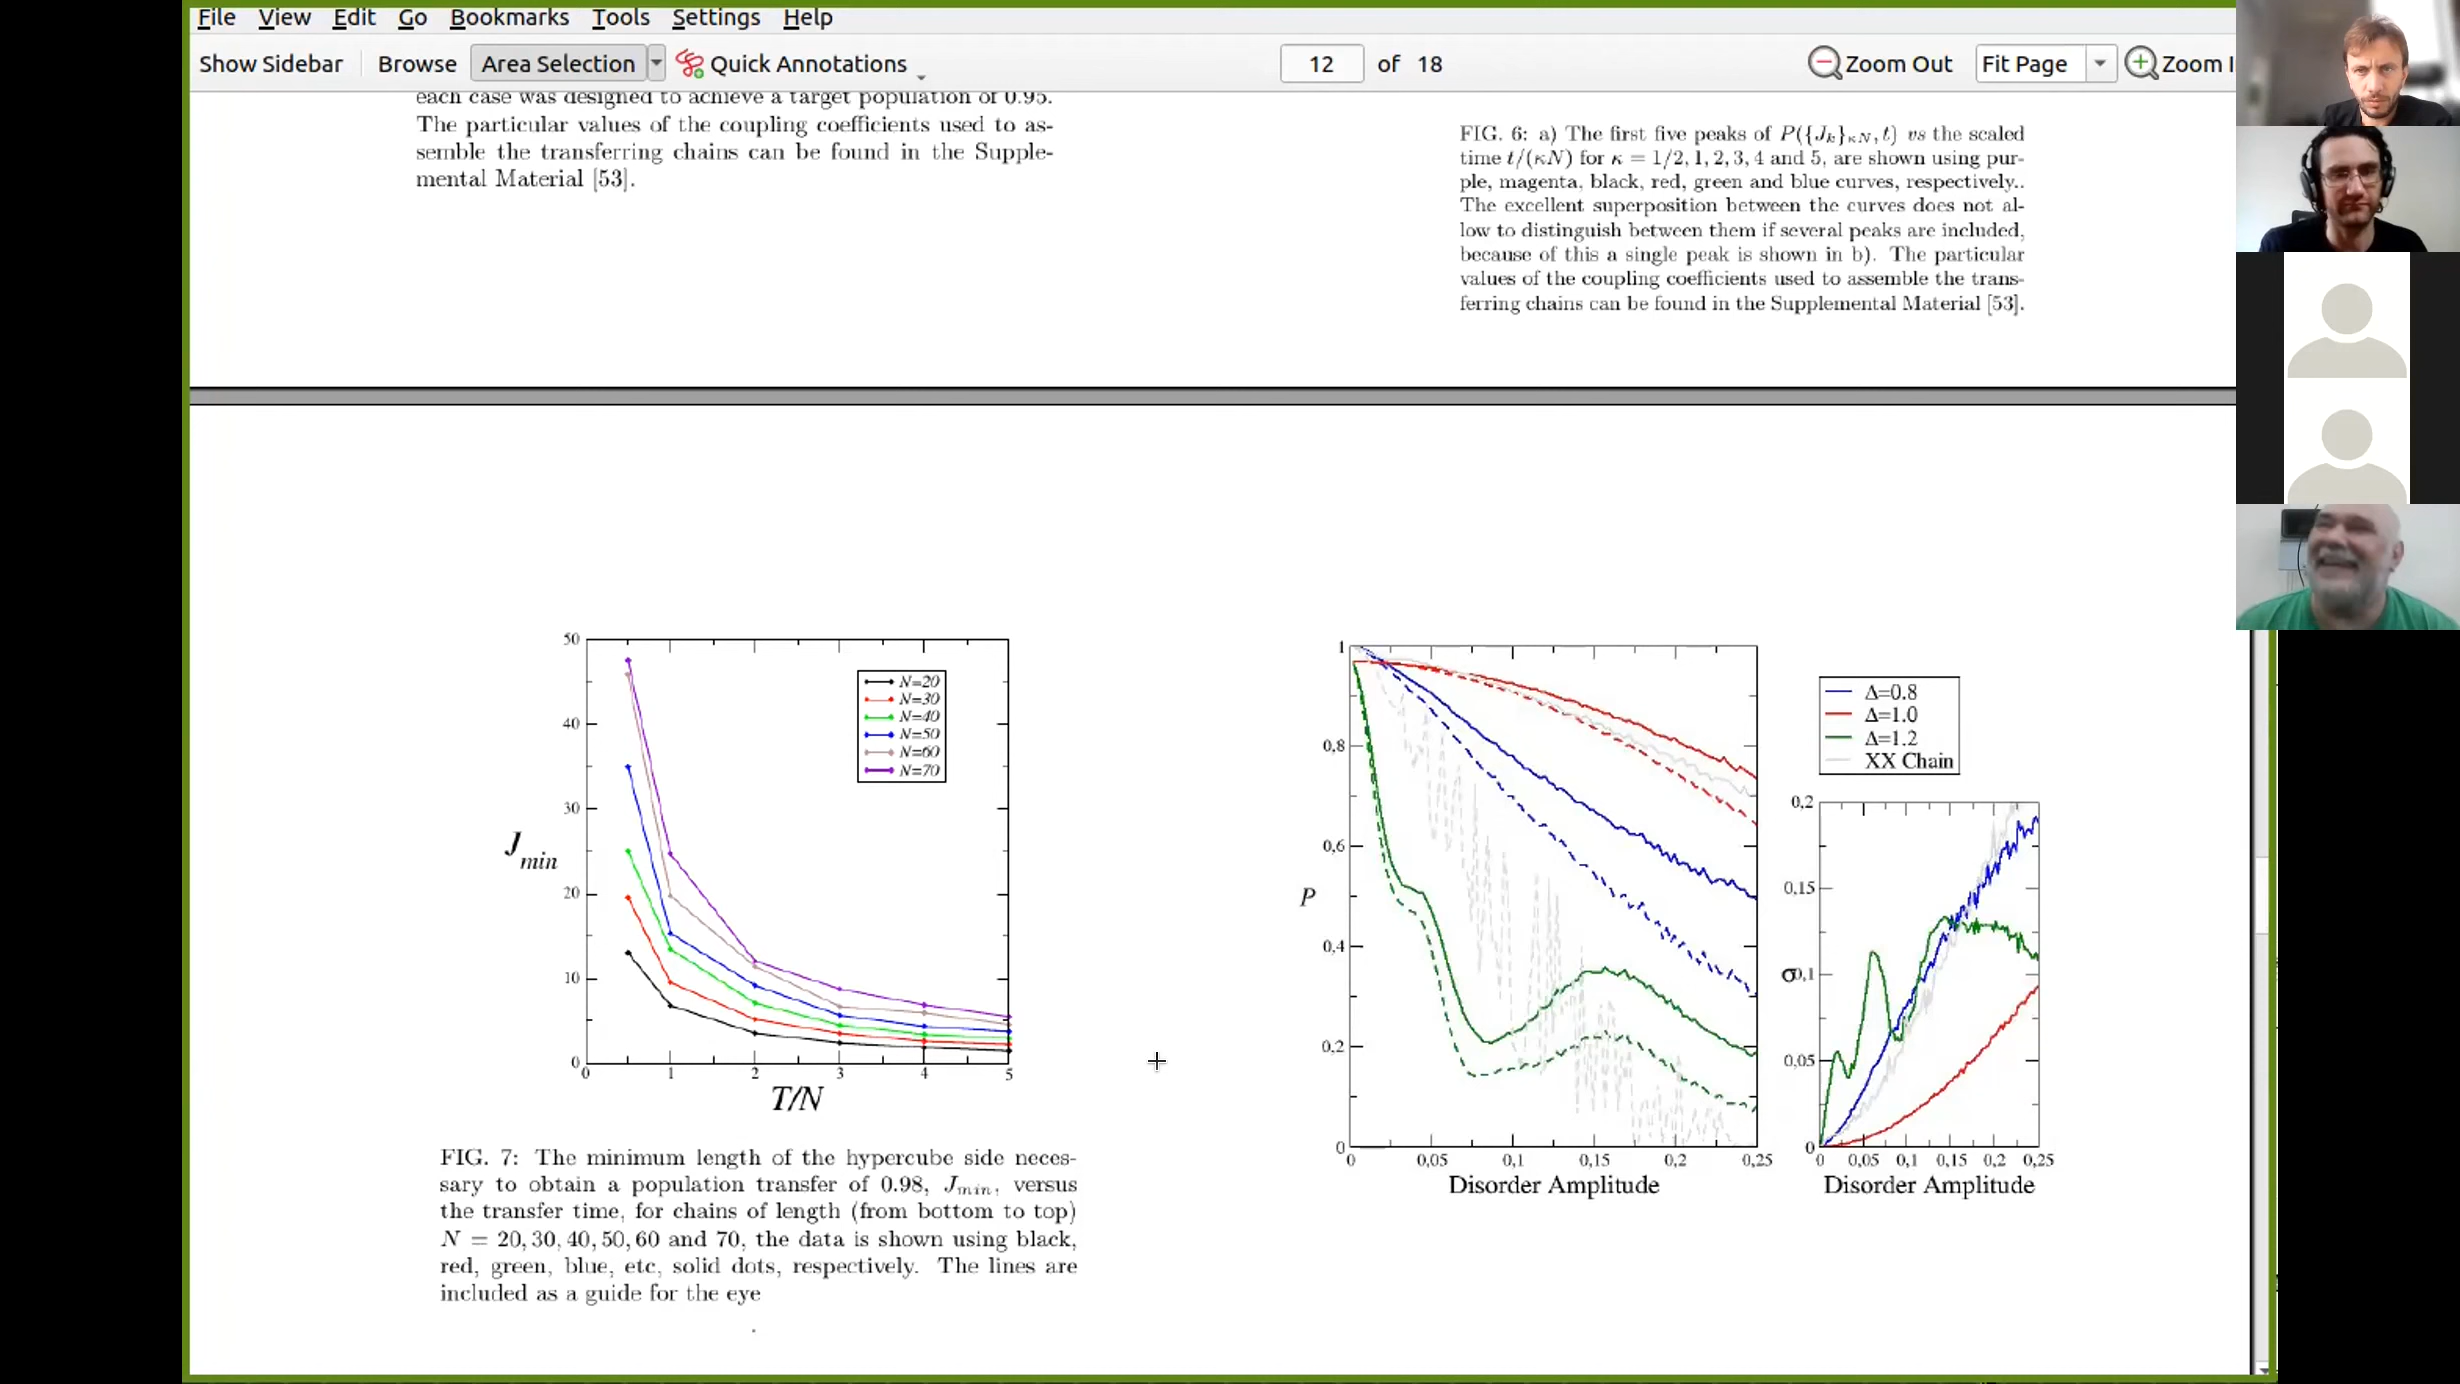 File View Edit Go Bookmarks Tools Settings Help
Show Sidebar Browse Area Selection Quick Annotations 12 of 18 Zoom Out Fit Page Zoom I
each case was designed to achieve a target population of 0.95.
The particular values of the coupling coefficients used to as-
semble the transferring chains can be found in the Supple-
mental Material [53].
FIG. 6: a) The first five peaks of P({Jk}κN, t) vs the scaled
time t/(κN) for κ = 1/2, 1, 2, 3, 4 and 5, are shown using pur-
ple, magenta, black, red, green and blue curves, respectively..
The excellent superposition between the curves does not al-
low to distinguish between them if several peaks are included,
because of this a single peak is shown in b). The particular
values of the coupling coefficients used to assemble the trans-
ferring chains can be found in the Supplemental Material [53].
50
40
30
20
10
0
Jmin
N=20
N=30
N=40
N=50
N=60
N=70
0 1 2 3 4 5
T/N
FIG. 7: The minimum length of the hypercube side neces-
sary to obtain a population transfer of 0.98, Jmin, versus
the transfer time, for chains of length (from bottom to top)
N = 20, 30, 40, 50, 60 and 70, the data is shown using black,
red, green, blue, etc, solid dots, respectively. The lines are
included as a guide for the eye
.
1
0,8
0,6
0,4
0,2
0
P
0 0,05 0,1 0,15 0,2 0,25
Disorder Amplitude
Δ=0.8
Δ=1.0
Δ=1.2
XX Chain
0,2
0,15
0,1
0,05
0
σ
0 0,05 0,1 0,15 0,2 0,25
Disorder Amplitude